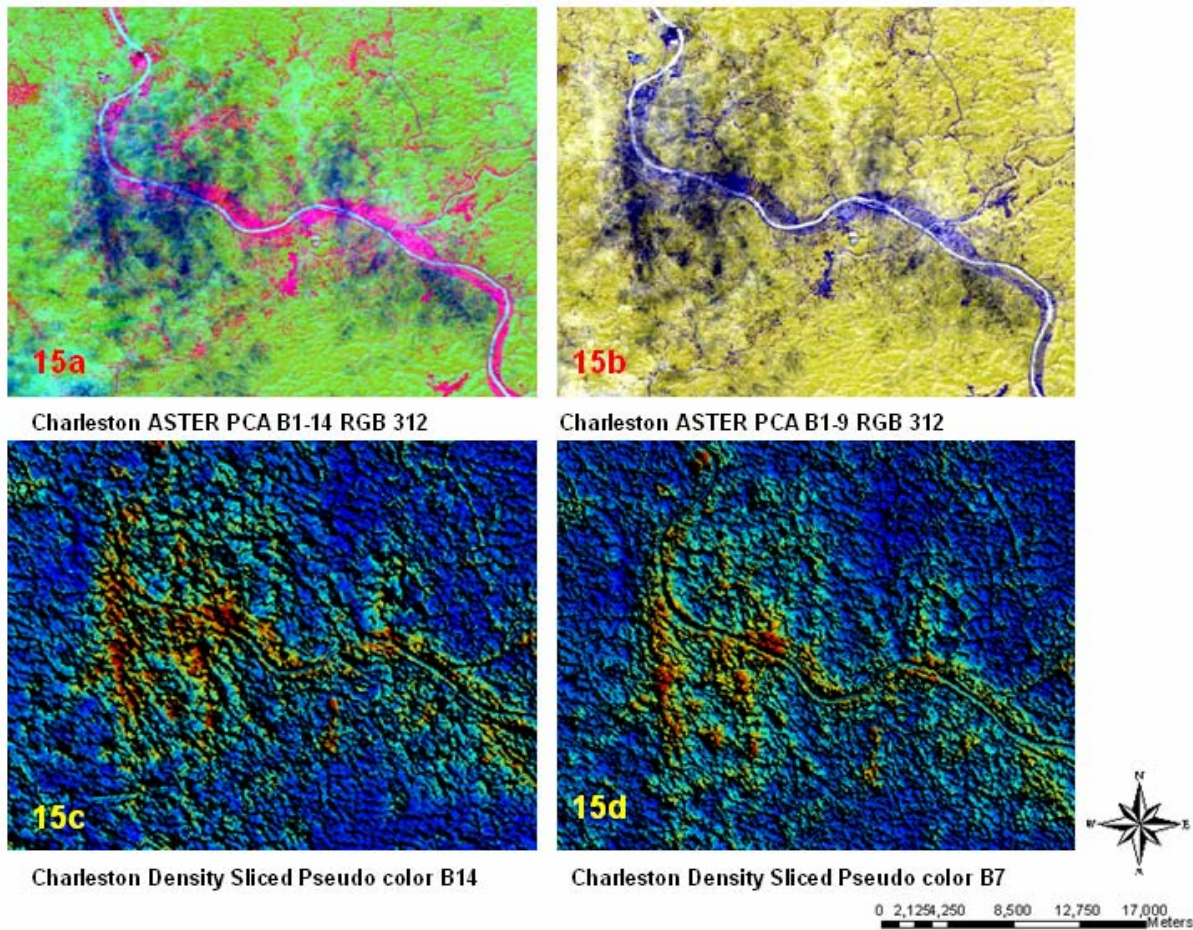 15a
15b
Charleston ASTER PCA B1-14 RGB 312
Charleston ASTER PCA B1-9 RGB 312
15c
15d
N
W
E
Charleston Density Sliced Pseudo color B14
Charleston Density Sliced Pseudo color B7
0 2,1254,250 8,500 12,750 17,000
Meters